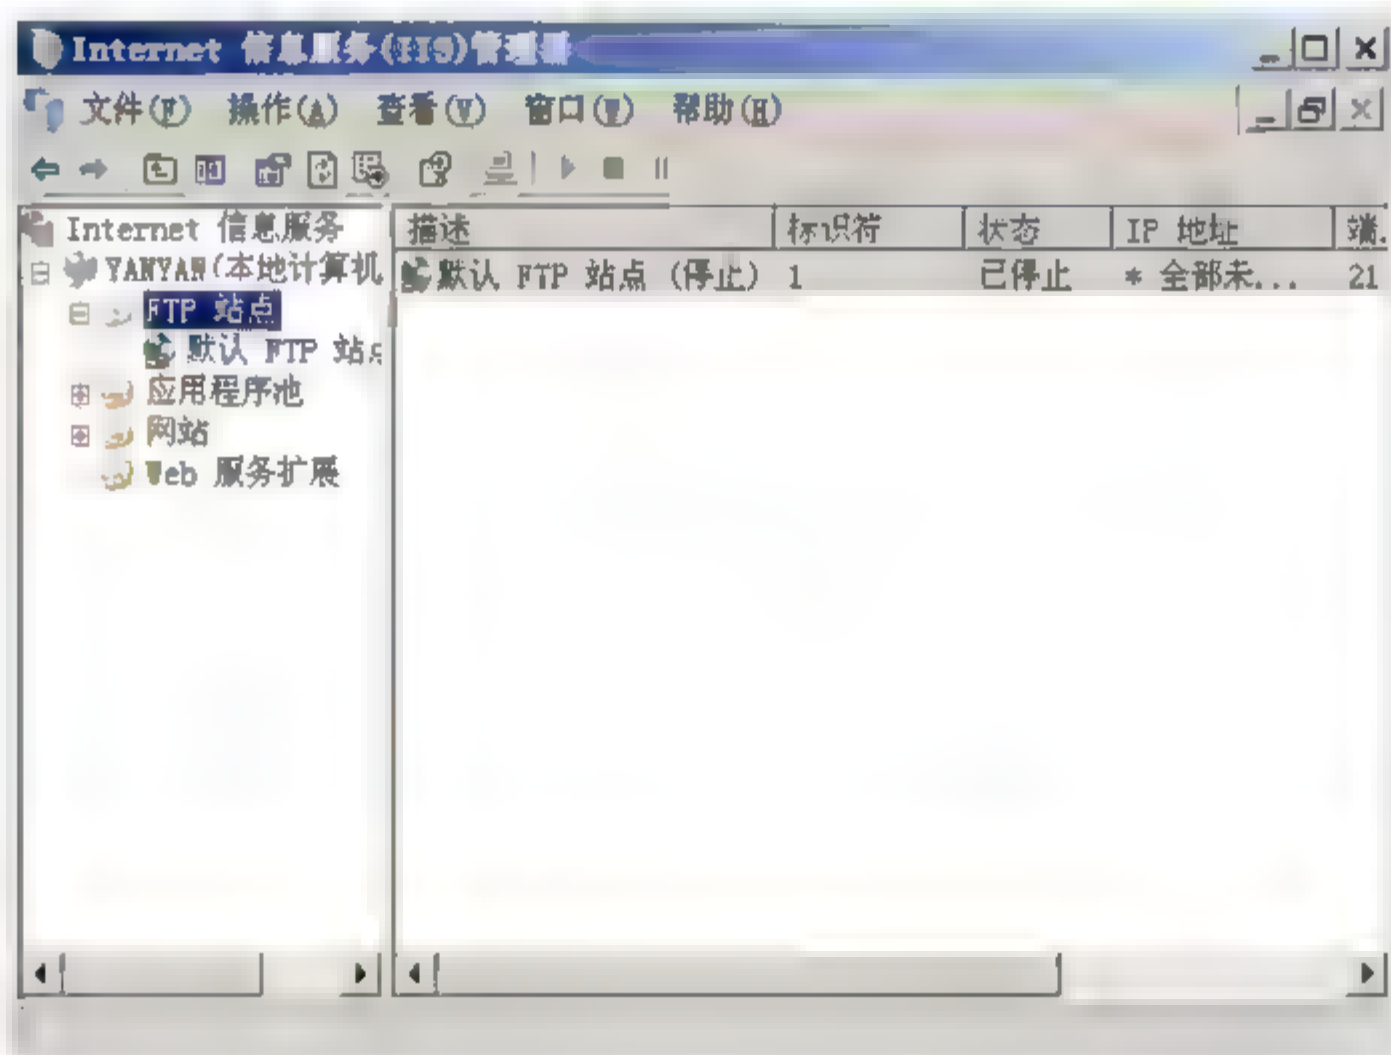 Internet 信息服务(IIS)管理器
文件(F) 操作(A) 查看(V) 窗口(W) 帮助(H)
Internet 信息服务
YANYAN(本地计算机
FTP 站点
默认 FTP 站点
应用程序池
网站
Web 服务扩展
描述 标识符 状态 IP 地址 端.
默认 FTP 站点 (停止) 1 已停止 * 全部未... 21